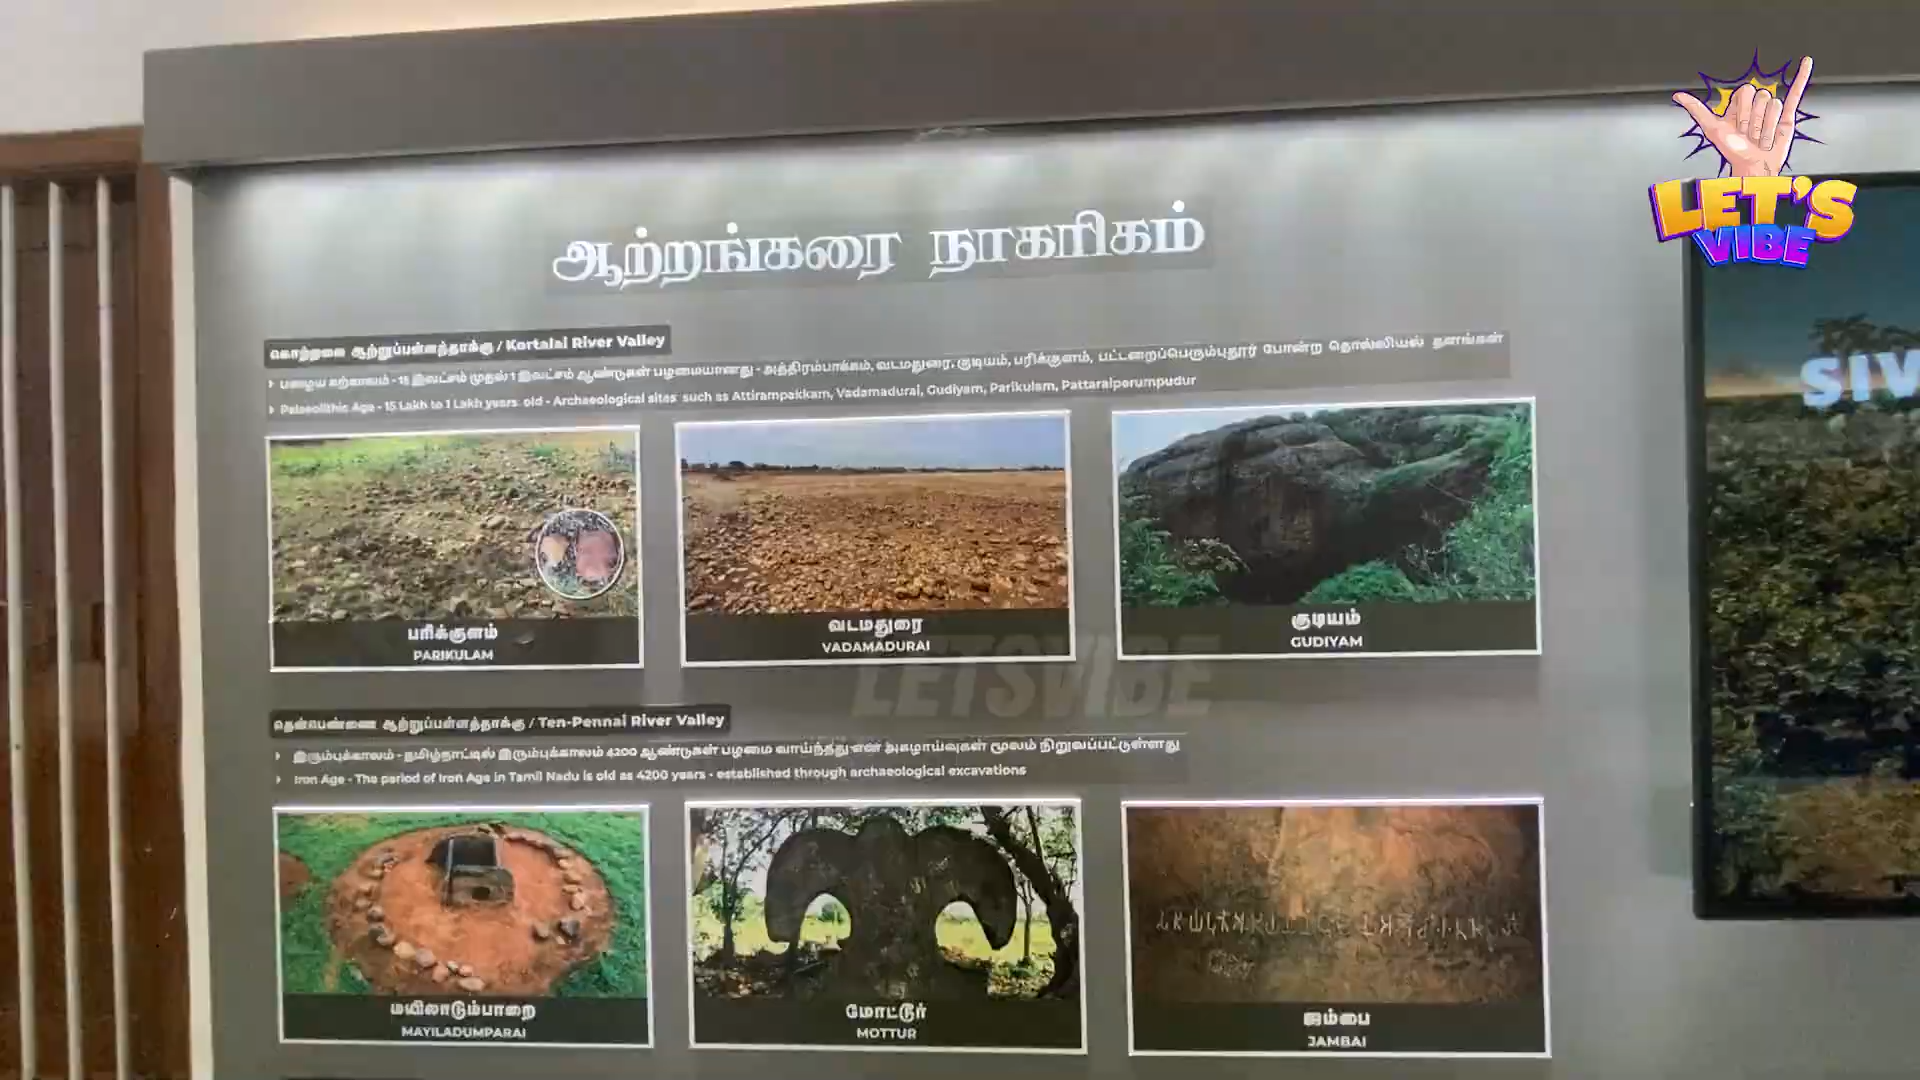 LET'S
VIBE
ஆற்றங்கரை நாகரிகம்
SIV
கொற்றலை ஆற்றுப்பள்ளத்தாக்கு / Kortalai River Valley
பழைய கற்காலம் - 15 இலட்சம் முதல் 1 இலட்சம் ஆண்டுகள் பழமையானது - அத்திரம்பாக்கம், வடமதுரை, குடியம், பரிக்குளம், பட்டறைப்பெரும்புதூர் போன்ற தொல்லியல் தளங்கள்
Palaeolithic Age - 15 Lakh to 1 Lakh years old - Archaeological sites such as Attirampakkam, Vadamadurai, Gudiyam, Parikulam, Pattaraiperumpudur
பரிக்குளம்
PARIKULAM
வடமதுரை
VADAMADURAI
குடியம்
GUDIYAM
LETSVIBE
தென்பெண்ணை ஆற்றுப்பள்ளத்தாக்கு / Ten-Pennai River Valley
இரும்புக்காலம் - தமிழ்நாட்டில் இரும்புக்காலம் 4200 ஆண்டுகள் பழமை வாய்ந்தது என அகழாய்வுகள் மூலம் நிறுவப்பட்டுள்ளது
Iron Age - The period of Iron Age in Tamil Nadu is old as 4200 years - established through archaeological excavations
மயிலாடும்பாறை
MAYILADUMPARAI
மோட்டூர்
MOTTUR
ஜம்பை
JAMBAI